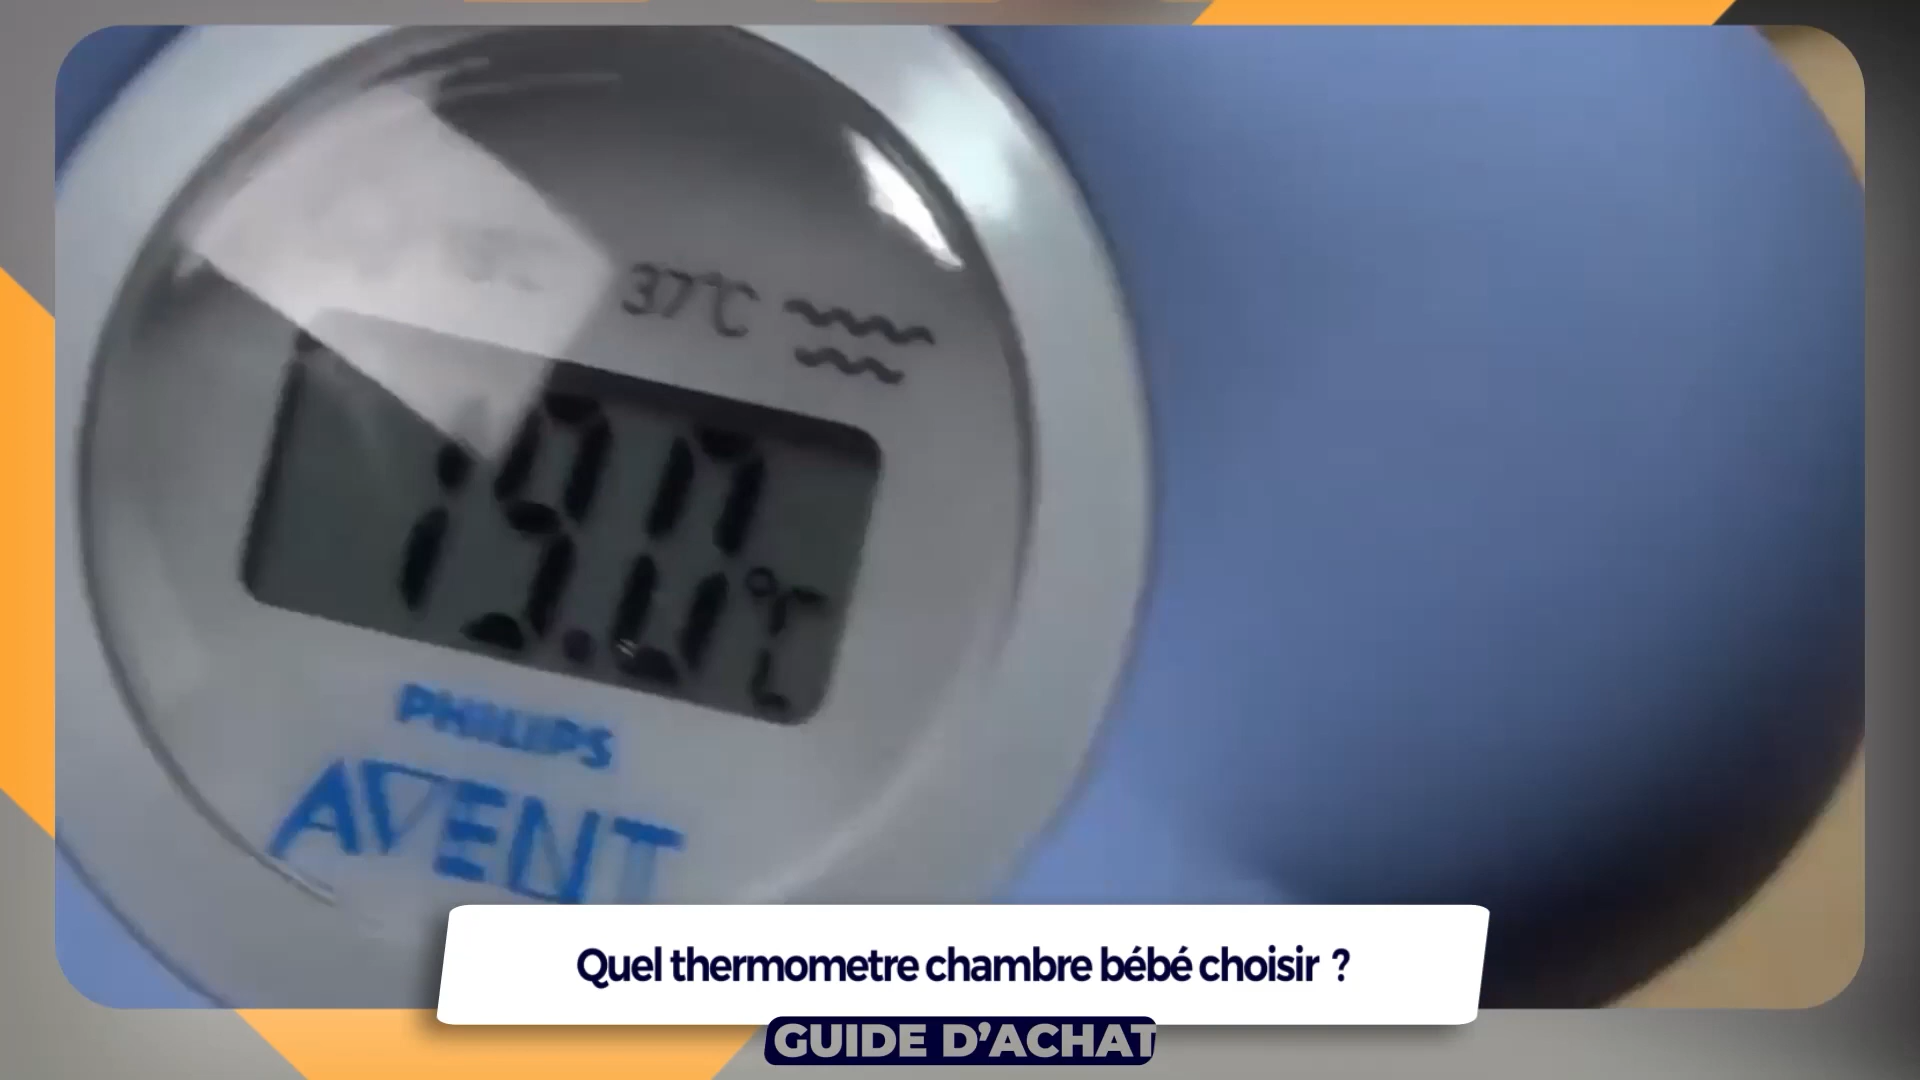 37°C
19.0°C
PHILIPS
AVENT
Quel thermometre chambre bébé choisir ?
GUIDE D'ACHAT